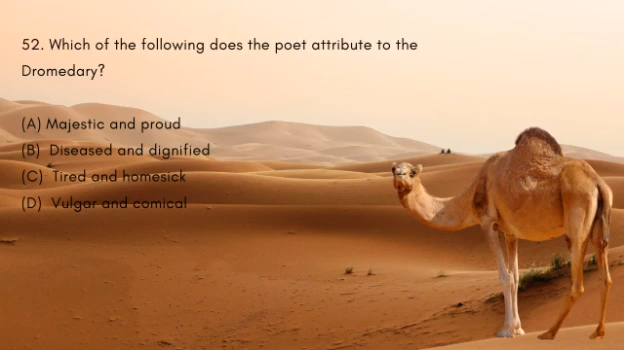 52. Which of the following does the poet attribute to the
Dromedary?
(A) Majestic and proud
(B) Diseased and dignified
(C) Tired and homesick
(D) Vulgar and comical